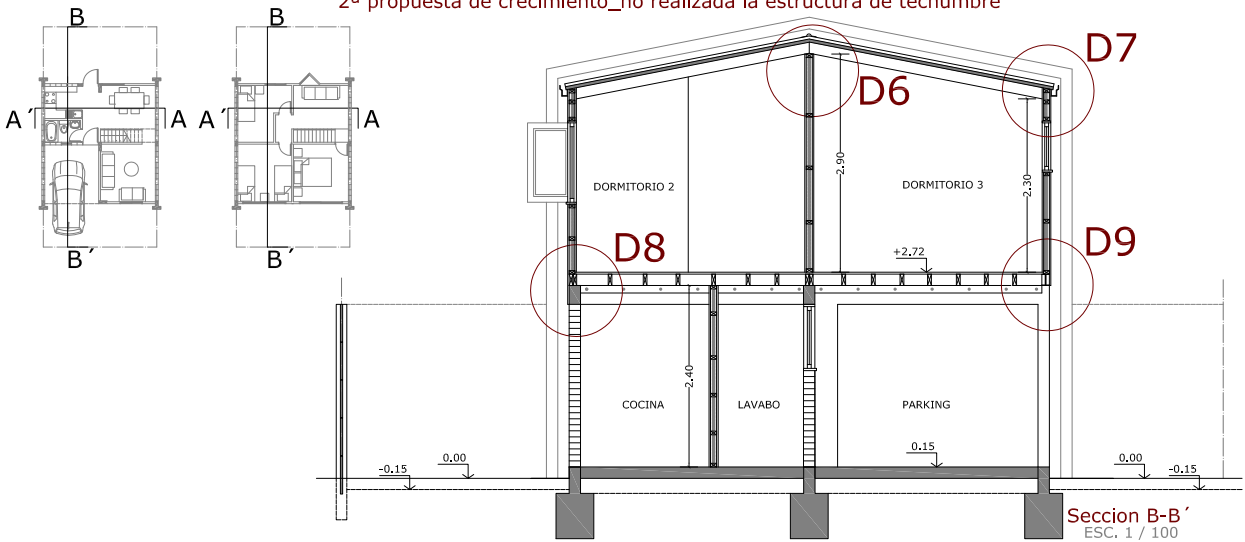 2ª propuesta de crecimiento_no realizada la estructura de techumbre
B
B
A´
A
A´
A
B´
B´
D6
D7
D8
D9
DORMITORIO 2
DORMITORIO 3
2.90
2.30
+2.72
2.40
COCINA
LAVABO
PARKING
0.15
-0.15
0.00
0.00
-0.15
Seccion B-B´
ESC. 1 / 100